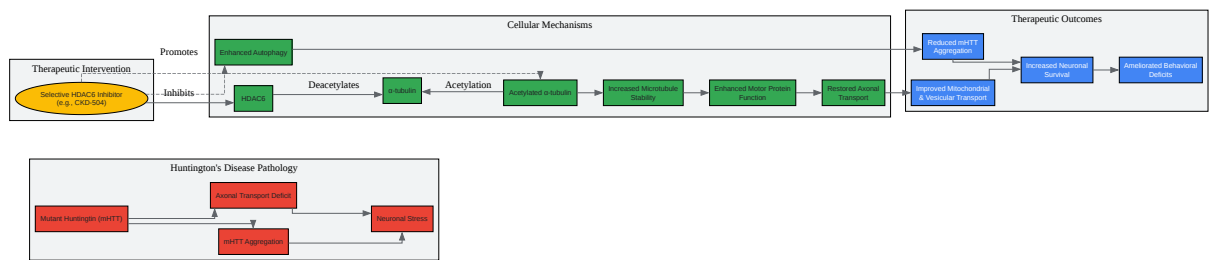 Cellular Mechanisms
Therapeutic Outcomes
Promotes
Enhanced Autophagy
Reduced mHTT
Aggregation
Therapeutic Intervention
Selective HDAC6 Inhibitor
(e.g., CKD-504)
Inhibits
HDAC6
Deacetylates
α-tubulin
Acetylation
Acetylated α-tubulin
Increased Microtubule
Stability
Enhanced Motor Protein
Function
Restored Axonal
Transport
Improved Mitochondrial
& Vesicular Transport
Increased Neuronal
Survival
Ameliorated Behavioral
Deficits
Huntington's Disease Pathology
Axonal Transport Deficit
Mutant Huntingtin (mHTT)
Neuronal Stress
mHTT Aggregation